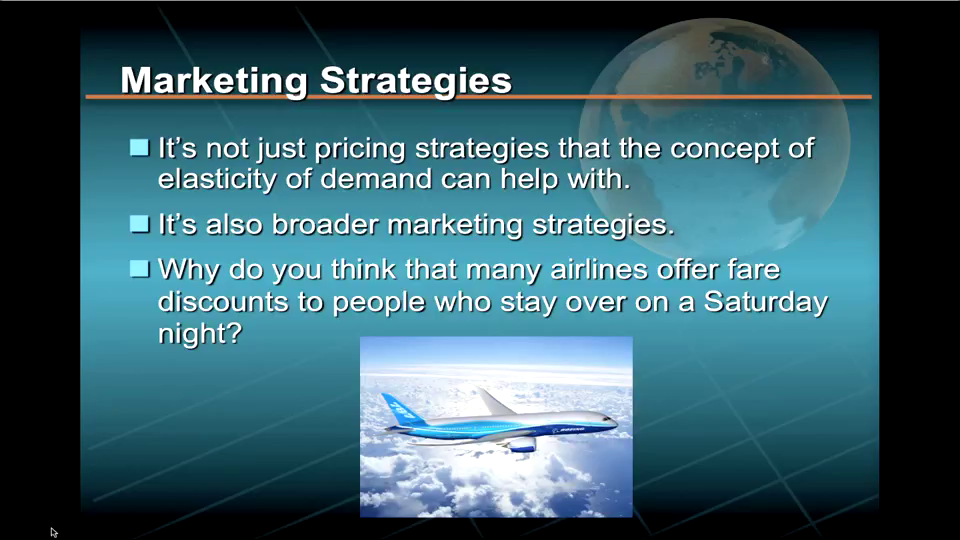 Marketing Strategies
It's not just pricing strategies that the concept of
elasticity of demand can help with.
It's also broader marketing strategies.
Why do you think that many airlines offer fare
discounts to people who stay over on a Saturday
night?
787
BOEING